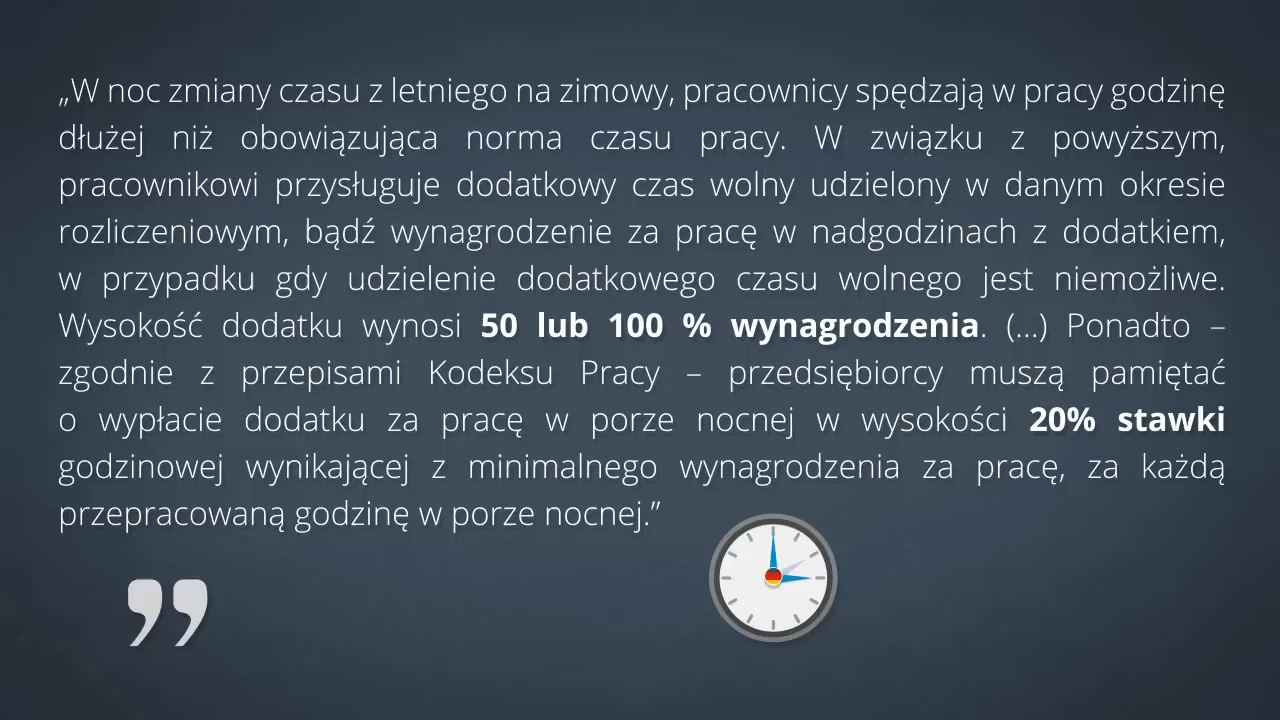 „W noc zmiany czasu z letniego na zimowy, pracownicy spędzają w pracy godzinę
dłużej niż obowiązująca norma czasu pracy. W związku z powyższym,
pracownikowi przysługuje dodatkowy czas wolny udzielony w danym okresie
rozliczeniowym, bądź wynagrodzenie za pracę w nadgodzinach z dodatkiem,
w przypadku gdy udzielenie dodatkowego czasu wolnego jest niemożliwe.
Wysokość dodatku wynosi 50 lub 100 % wynagrodzenia. (...) Ponadto –
zgodnie z przepisami Kodeksu Pracy – przedsiębiorcy muszą pamiętać
o wypłacie dodatku za pracę w porze nocnej w wysokości 20% stawki
godzinowej wynikającej z minimalnego wynagrodzenia za pracę, za każdą
przepracowaną godzinę w porze nocnej.”